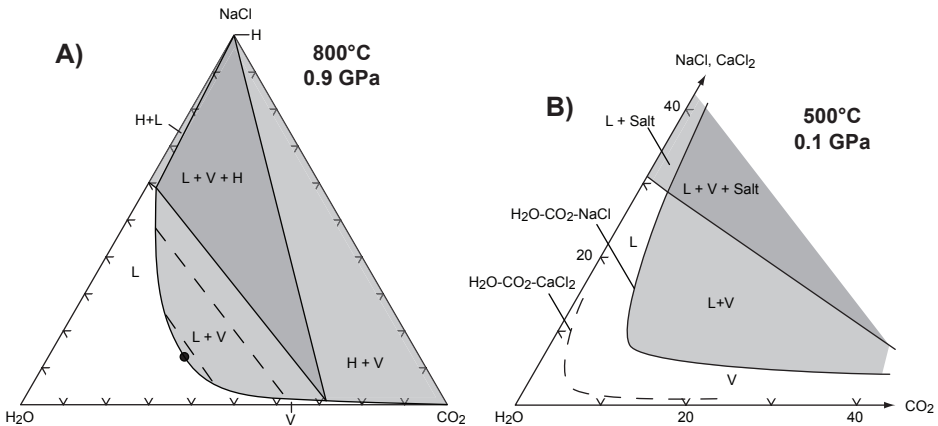 NaCl
H
A)
800°C
0.9 GPa
H+L
L + V + H
L
L + V
H + V
H₂O
V
CO₂
NaCl, CaCl₂
B)
40
500°C
0.1 GPa
L + Salt
L + V + Salt
H₂O-CO₂-NaCl
L
20
H₂O-CO₂-CaCl₂
L+V
V
H₂O
20
40
CO₂